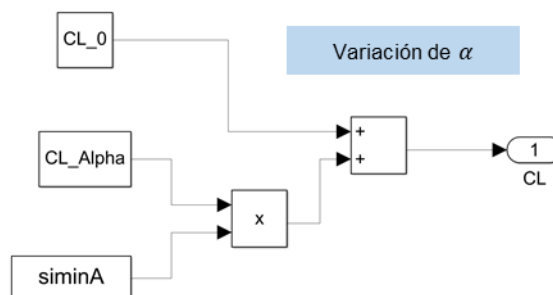 CL_0
Variación de α
+
+
CL_Alpha
1
CL
x
siminA